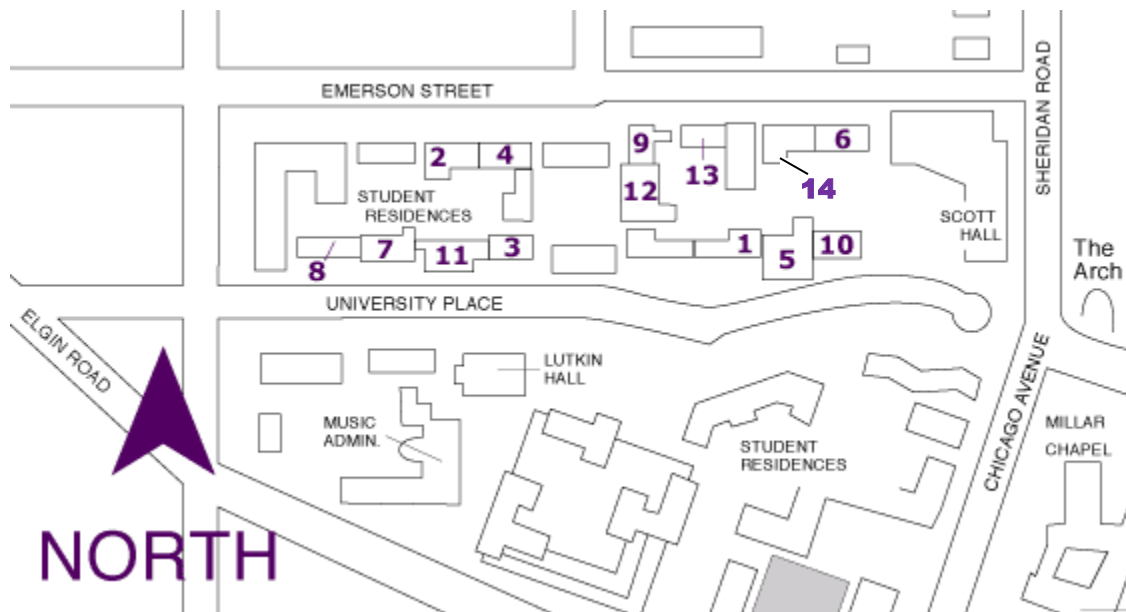 EMERSON STREET
SHERIDAN ROAD
9
6
2
4
13
14
12
STUDENT
RESIDENCES
SCOTT
HALL
8
7
11
3
1
5
10
The
Arch
UNIVERSITY PLACE
ELGIN ROAD
LUTKIN
HALL
CHICAGO AVENUE
MUSIC
ADMIN.
MILLAR
CHAPEL
STUDENT
RESIDENCES
NORTH